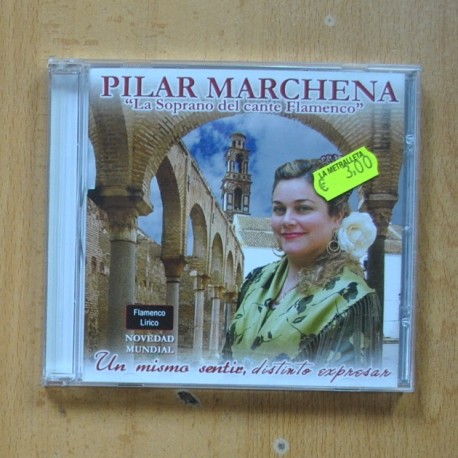 PILAR MARCHENA
"La Soprano del cante Flamenco"
LA METRALLETA
€ 3,00
Flamenco
Lirico
NOVEDAD
MUNDIAL
Un mismo sentir, distinto expresar